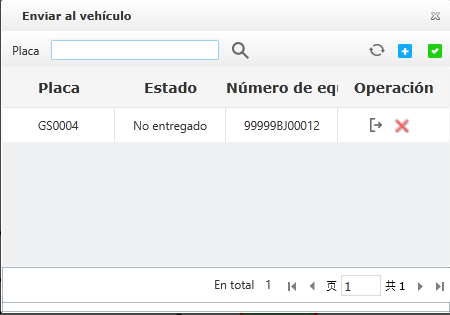 Enviar al vehículo
Placa
Placa Estado Número de equ Operación
GS0004 No entregado 99999BJ00012
En total 1 页 1 共 1